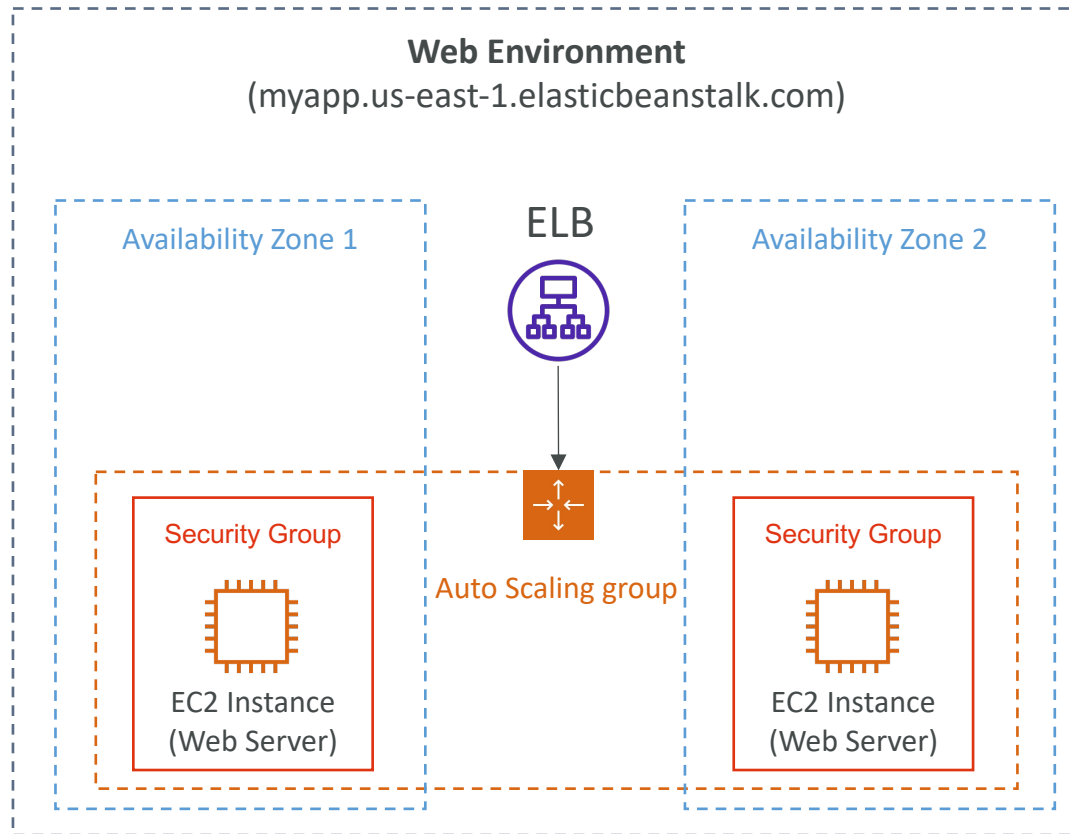 Web Environment
(myapp.us-east-1.elasticbeanstalk.com)
ELB
Availability Zone 1
Availability Zone 2
Security Group
Security Group
Auto Scaling group
EC2 Instance
(Web Server)
EC2 Instance
(Web Server)